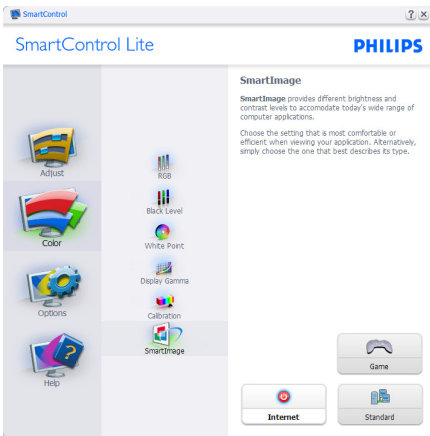 SmartControl
SmartControl Lite
PHILIPS
Adjust
Color
Options
Help
RGB
Black Level
White Point
Display Gamma
Calibration
SmartImage
SmartImage
SmartImage provides different brightness and
contrast levels to accomodate today's wide range of
computer applications.
Choose the setting that is most comfortable or
efficient when viewing your application. Alternatively,
simply choose the one that best describes its type.
Game
Internet
Standard